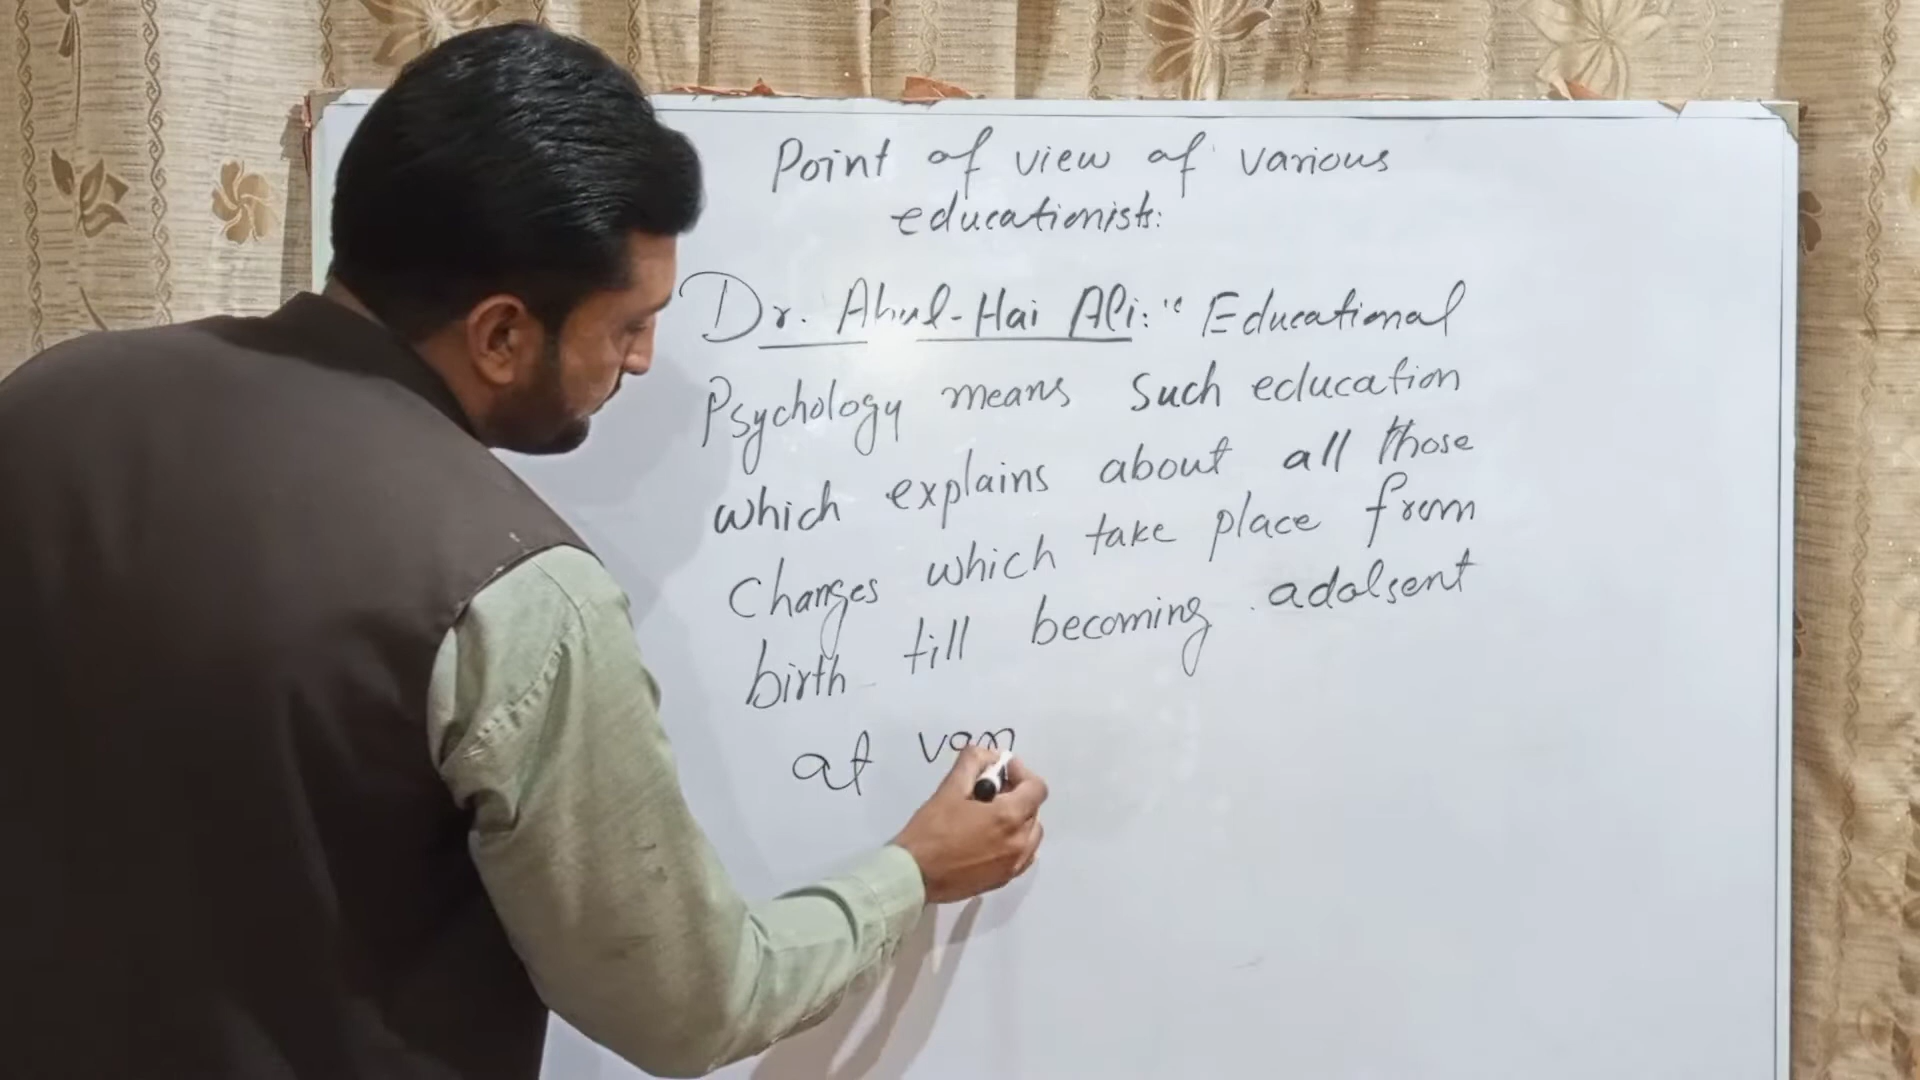 Point of view of various
educationists:
Dr. Abul-Hai Ali: "Educational
Psychology means Such education
which explains about all those
Changes which take place from
birth till becoming adolsent
at var